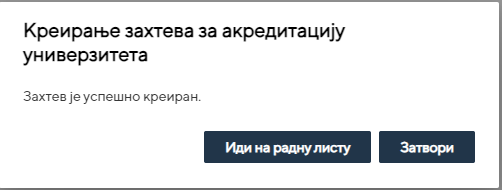 Креирање захтева за акредитацију
универзитета
Захтев је успешно креиран.
Иди на радну листу
Затвори